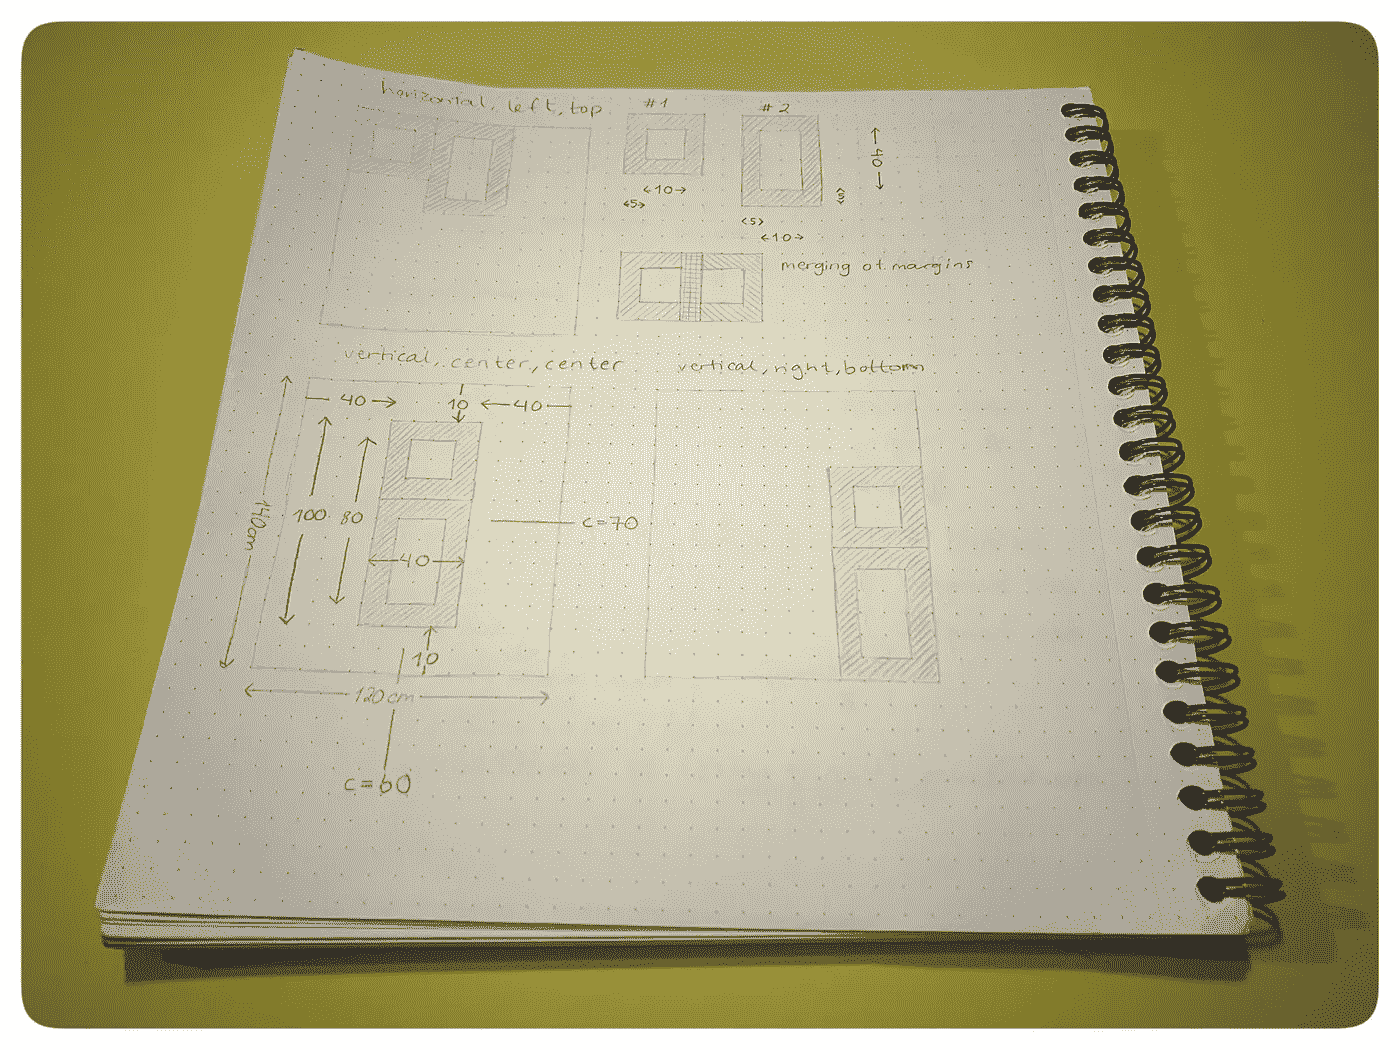 horizontal, left, top
#1
#2
40
10
5
5
5
10
merging of margins
vertical, center, center
vertical, right, bottom
40
10
40
100
80
140cm
c=70
40
10
120cm
c=60